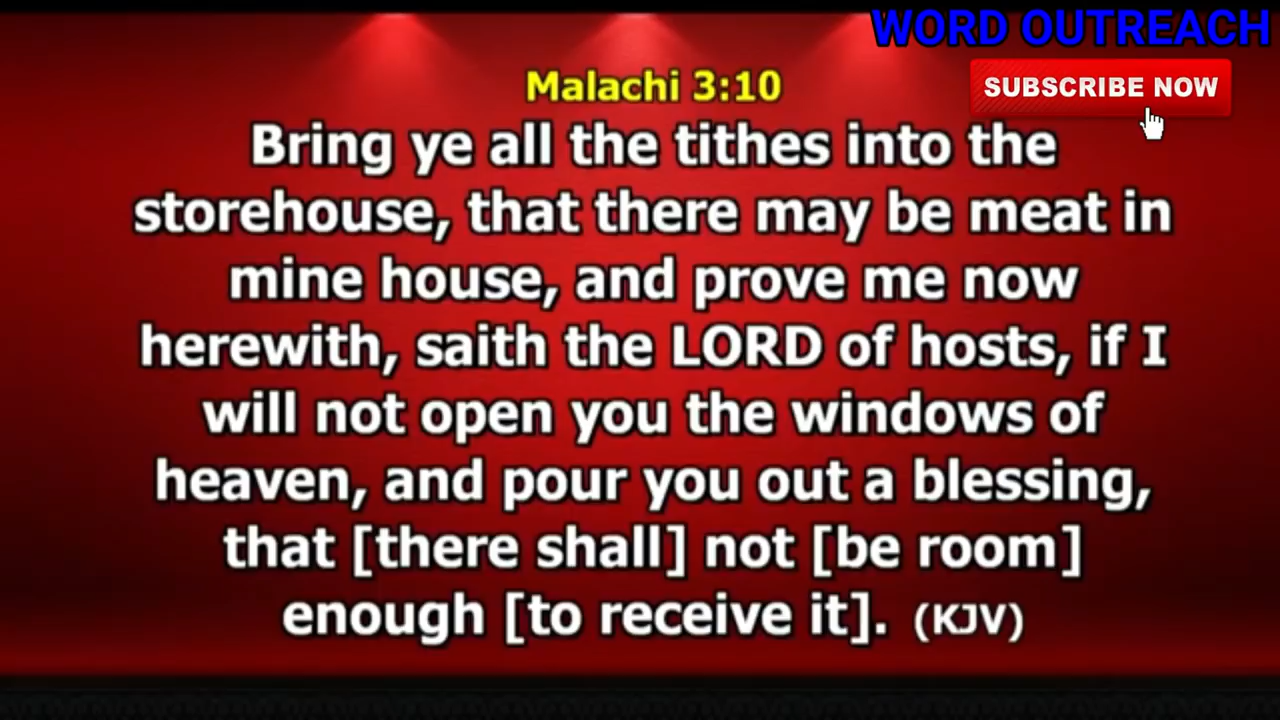 WORD OUTREACH
SUBSCRIBE NOW
Malachi 3:10
Bring ye all the tithes into the
storehouse, that there may be meat in
mine house, and prove me now
herewith, saith the LORD of hosts, if I
will not open you the windows of
heaven, and pour you out a blessing,
that [there shall] not [be room]
enough [to receive it]. (KJV)